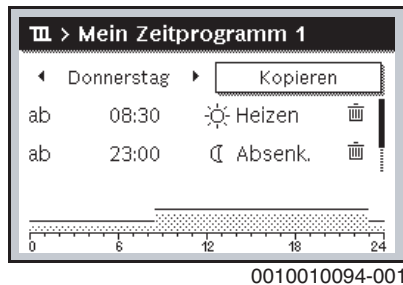 > Mein Zeitprogramm 1
Donnerstag Kopieren
ab 08:30 Heizen
ab 23:00 Absenk.
0 6 12 18 24
0010010094-001